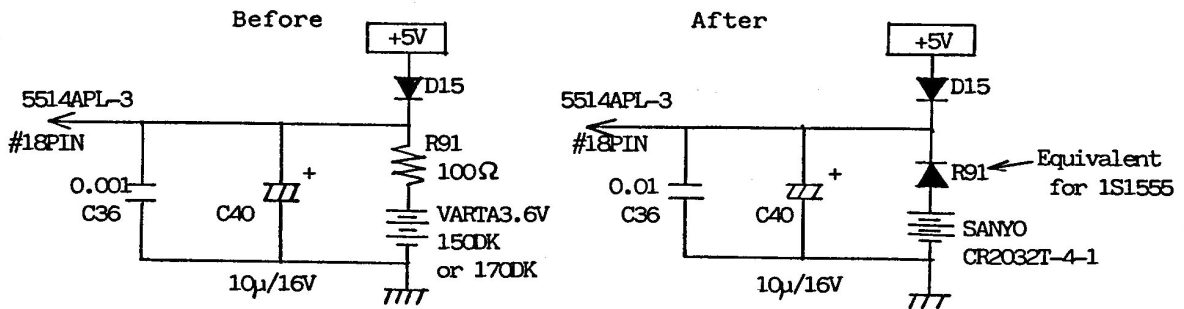 Before
+5V
D15
5514APL-3
#18PIN
R91
100Ω
0.001
C36
+
C40
VARTA3.6V
150DK
or 170DK
10μ/16V
After
+5V
D15
5514APL-3
#18PIN
R91
Equivalent
for 1S1555
0.01
C36
+
C40
SANYO
CR2032T-4-1
10μ/16V